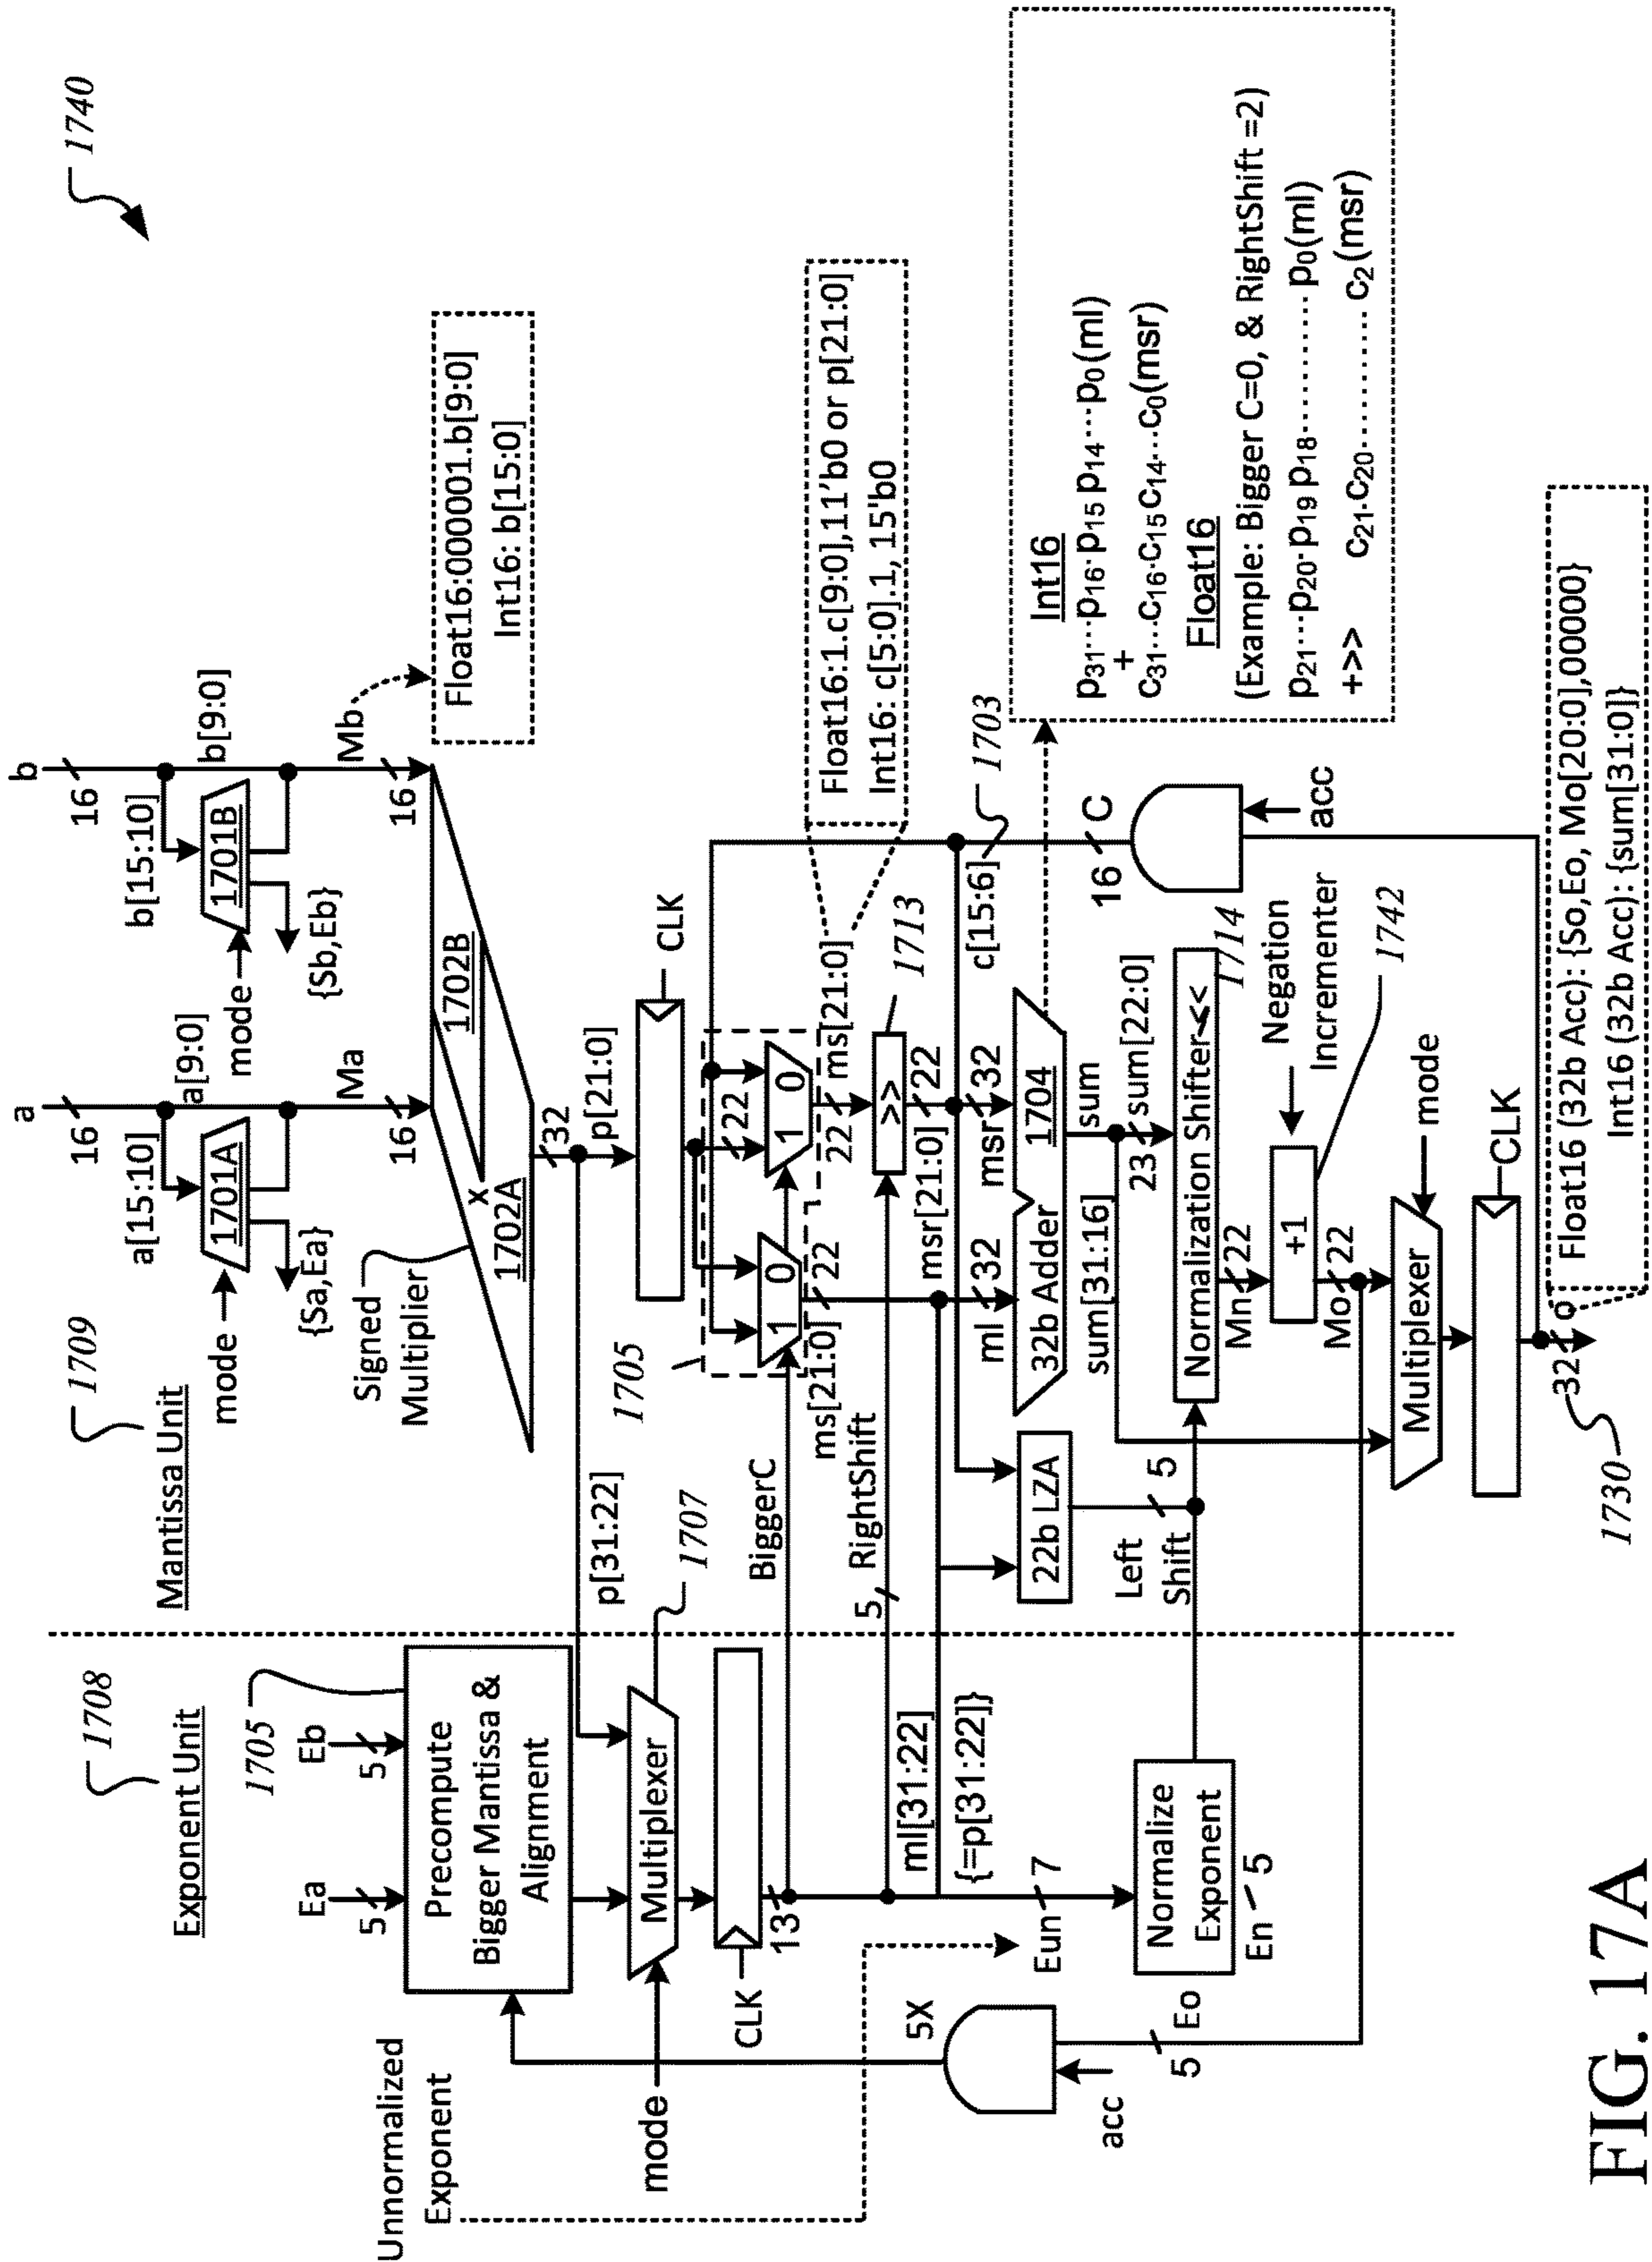 1740
Mantissa Unit
1709
Exponent Unit
1708
a
16
a[15:10]
a[9:0]
mode
1701A
{Sa,Ea}
Ma
16
b
16
b[15:10]
b[9:0]
mode
1701B
{Sb,Eb}
Mb
16
Float16:000001.b[9:0]
Int16: b[15:0]
Signed
Multiplier
x
1702A
1702B
32
p[21:0]
p[31:22]
CLK
1705
Ea
5
Eb
5
1705
Precompute
Bigger Mantissa &
Alignment
Multiplexer
1707
mode
CLK
13
BiggerC
1 0
22
1 0
22
22
ms[21:0]
ms[21:0]
Float16:1.c[9:0],11'b0 or p[21:0]
Int16: c[5:0].1, 15'b0
5
RightShift
>>
1713
22
msr[21:0]
ml[31:22]
{=p[31:22]}
c[15:6]
1703
16
C
acc
ml
32
msr
32
32b Adder
1704
sum
sum[31:16]
Int16
p31...p16.p15p14...p0(ml)
+
c31...c16.c15c14...c0(msr)
Float16
(Example: Bigger C=0, & RightShift =2)
p21...p20.p19p18..........p0(ml)
+>> c21.c20.........c2(msr)
22b LZA
Left
Shift
5
23
sum[22:0]
Normalization Shifter<<
1714
Mn
22
+1
Negation
Incrementer
1742
Mo
22
Unnormalized
Exponent
Eun
7
Normalize
Exponent
En
5
5X
acc
5
Eo
Multiplexer
mode
CLK
32
o
1730
Float16 (32b Acc): {So,Eo, Mo[20:0],00000}
Int16 (32b Acc): {sum[31:0]}
FIG. 17A